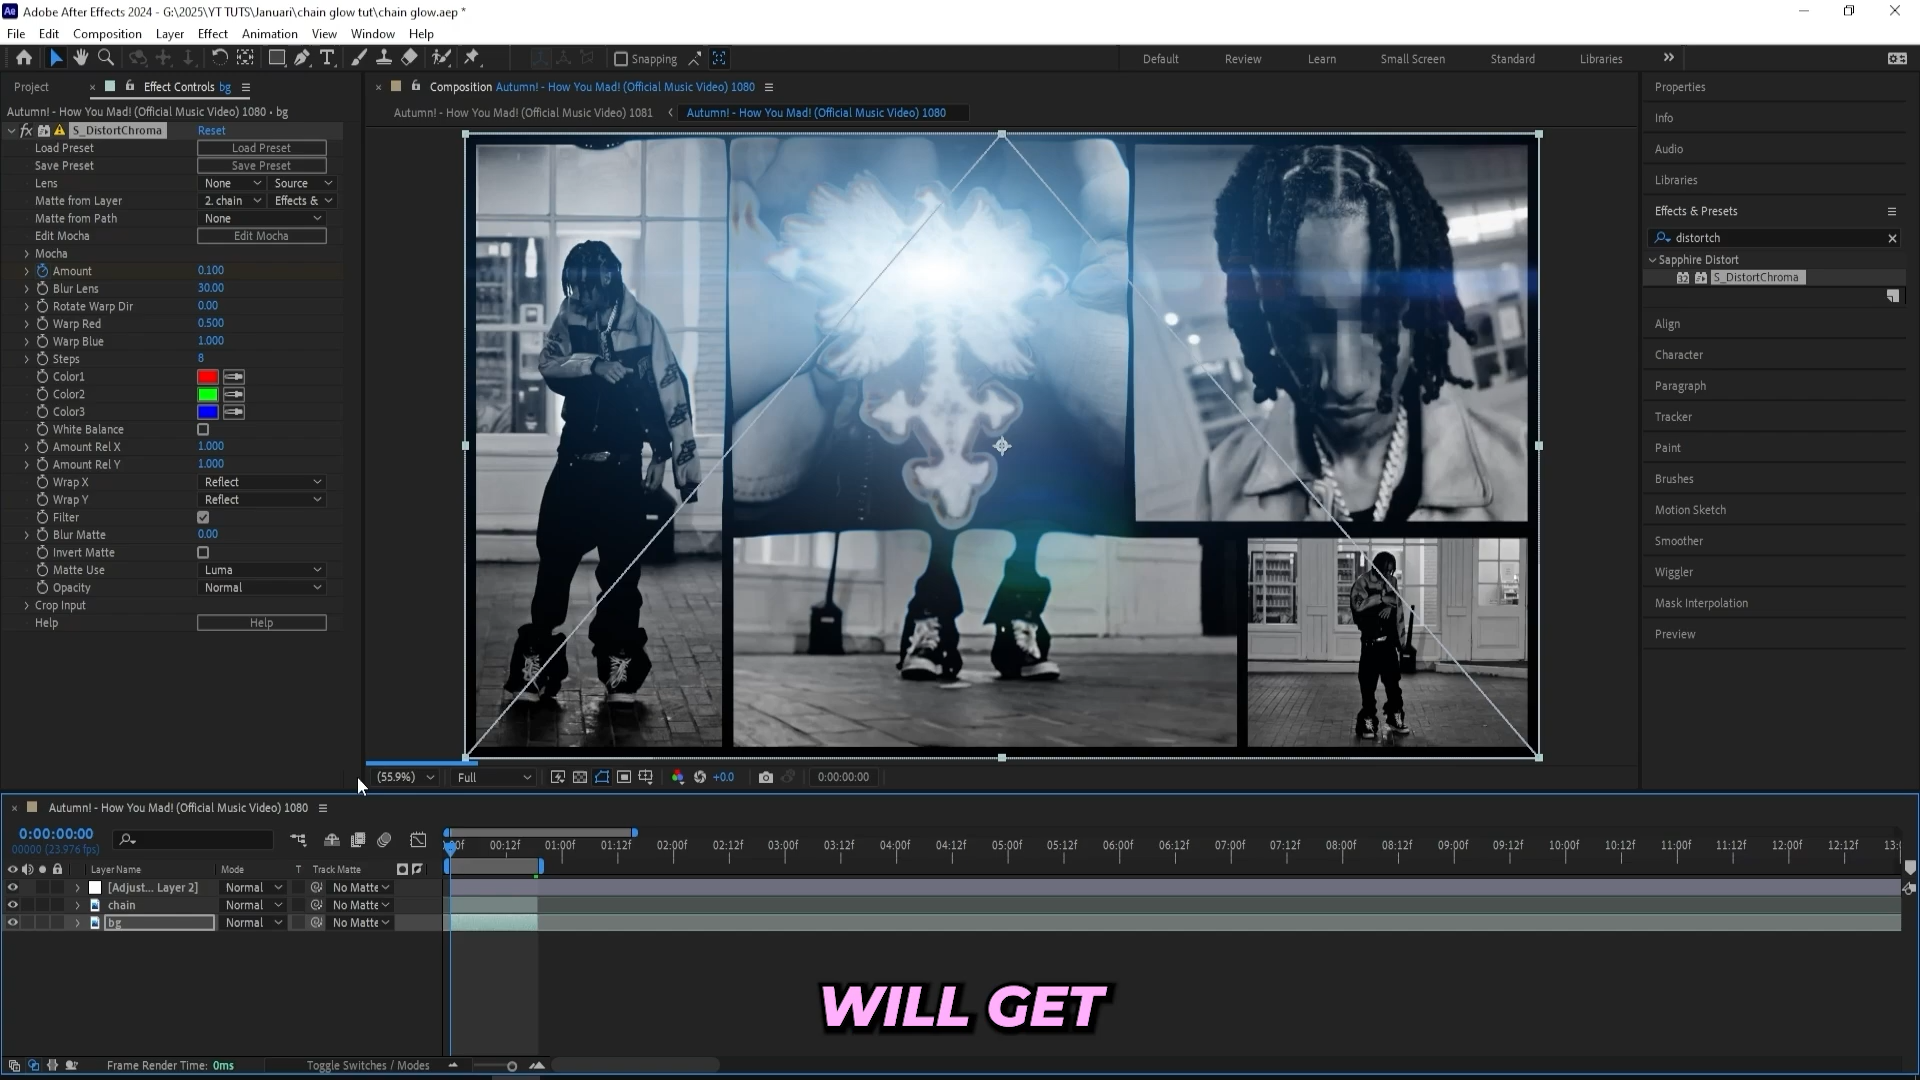 Ae Adobe After Effects 2024 - G:\2025\YT TUTS\Januari\chain glow tut\chain glow.aep *
File Edit Composition Layer Effect Animation View Window Help
Snapping
Default Review Learn Small Screen Standard Libraries
Project
Effect Controls bg
Autumn! - How You Mad! (Official Music Video) 1080 • bg
fx S_DistortChroma Reset
Load Preset Load Preset
Save Preset Save Preset
Lens None Source
Matte from Layer 2. chain Effects &
Matte from Path None
Edit Mocha Edit Mocha
Mocha
Amount 0.100
Blur Lens 30.00
Rotate Warp Dir 0.00
Warp Red 0.500
Warp Blue 1.000
Steps 8
Color1
Color2
Color3
White Balance
Amount Rel X 1.000
Amount Rel Y 1.000
Wrap X Reflect
Wrap Y Reflect
Filter
Blur Matte 0.00
Invert Matte
Matte Use Luma
Opacity Normal
Crop Input
Help Help
Composition Autumn! - How You Mad! (Official Music Video) 1080
Autumn! - How You Mad! (Official Music Video) 1081 Autumn! - How You Mad! (Official Music Video) 1080
(55.9%) Full +0.0 0:00:00:00
Properties
Info
Audio
Libraries
Effects & Presets
distortch
Sapphire Distort
32 S_DistortChroma
Align
Character
Paragraph
Tracker
Paint
Brushes
Motion Sketch
Smoother
Wiggler
Mask Interpolation
Preview
Autumn! - How You Mad! (Official Music Video) 1080
0:00:00:00
00000 (23.976 fps)
00f 00:12f 01:00f 01:12f 02:00f 02:12f 03:00f 03:12f 04:00f 04:12f 05:00f 05:12f 06:00f 06:12f 07:00f 07:12f 08:00f 08:12f 09:00f 09:12f 10:00f 10:12f 11:00f 11:12f 12:00f 12:12f 13:
Layer Name Mode T Track Matte
[Adjust... Layer 2] Normal No Matte
chain Normal No Matte
bg Normal No Matte
WILL GET
Frame Render Time: 0ms Toggle Switches / Modes